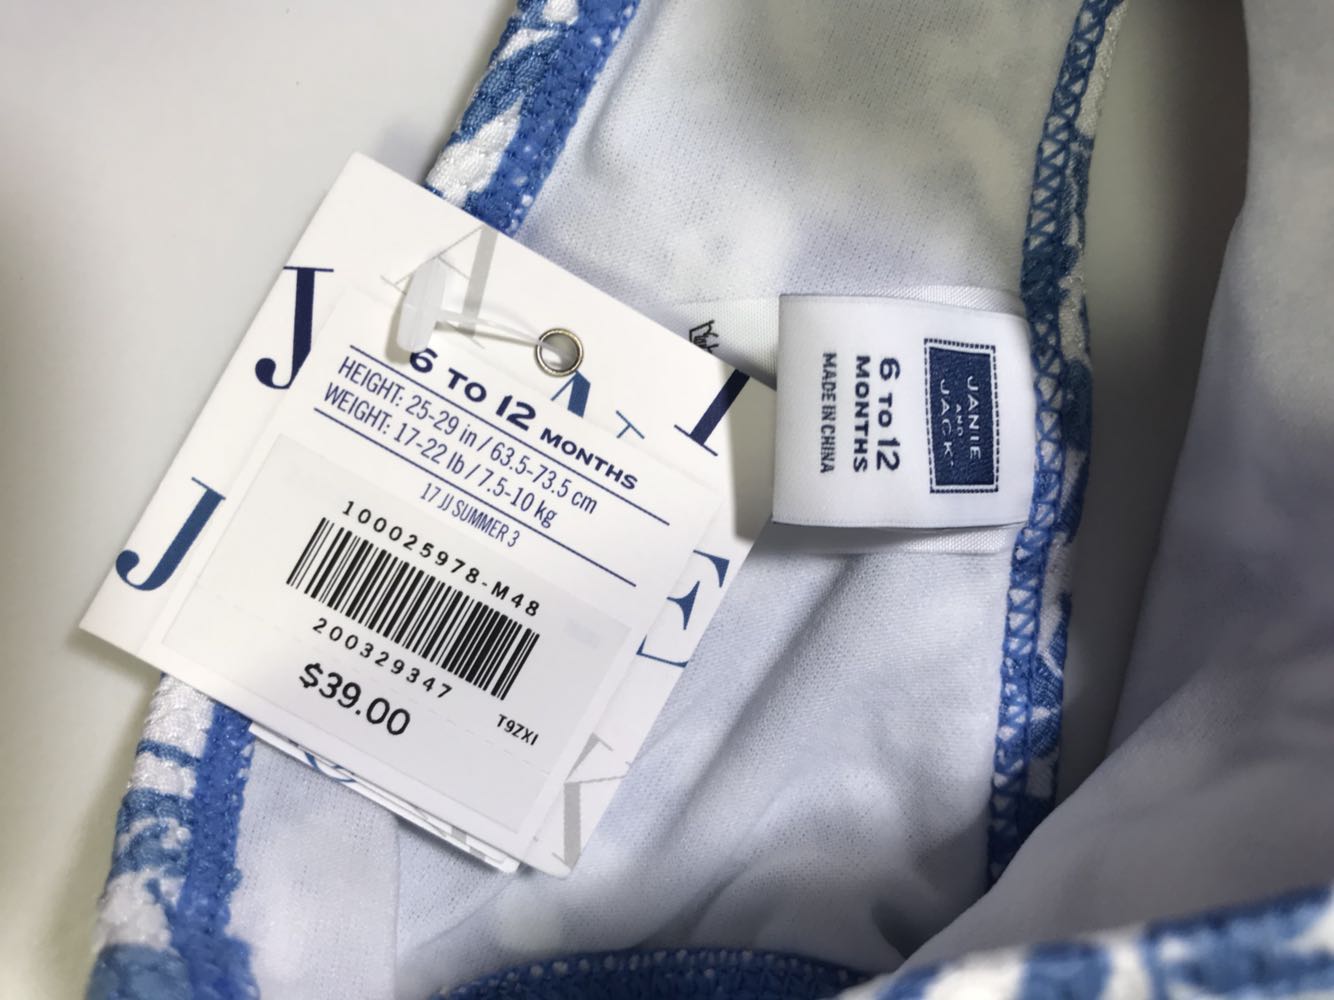 6 TO 12 MONTHS
HEIGHT: 25-29 in / 63.5-73.5 cm
WEIGHT: 17-22 lb / 7.5-10 kg
17 JJ SUMMER 3
100025978-M48
200329347
$39.00
T9ZXI
J
A
J
J
A
E
K
JANIE
AND
JACK
6 TO 12
MONTHS
MADE IN CHINA